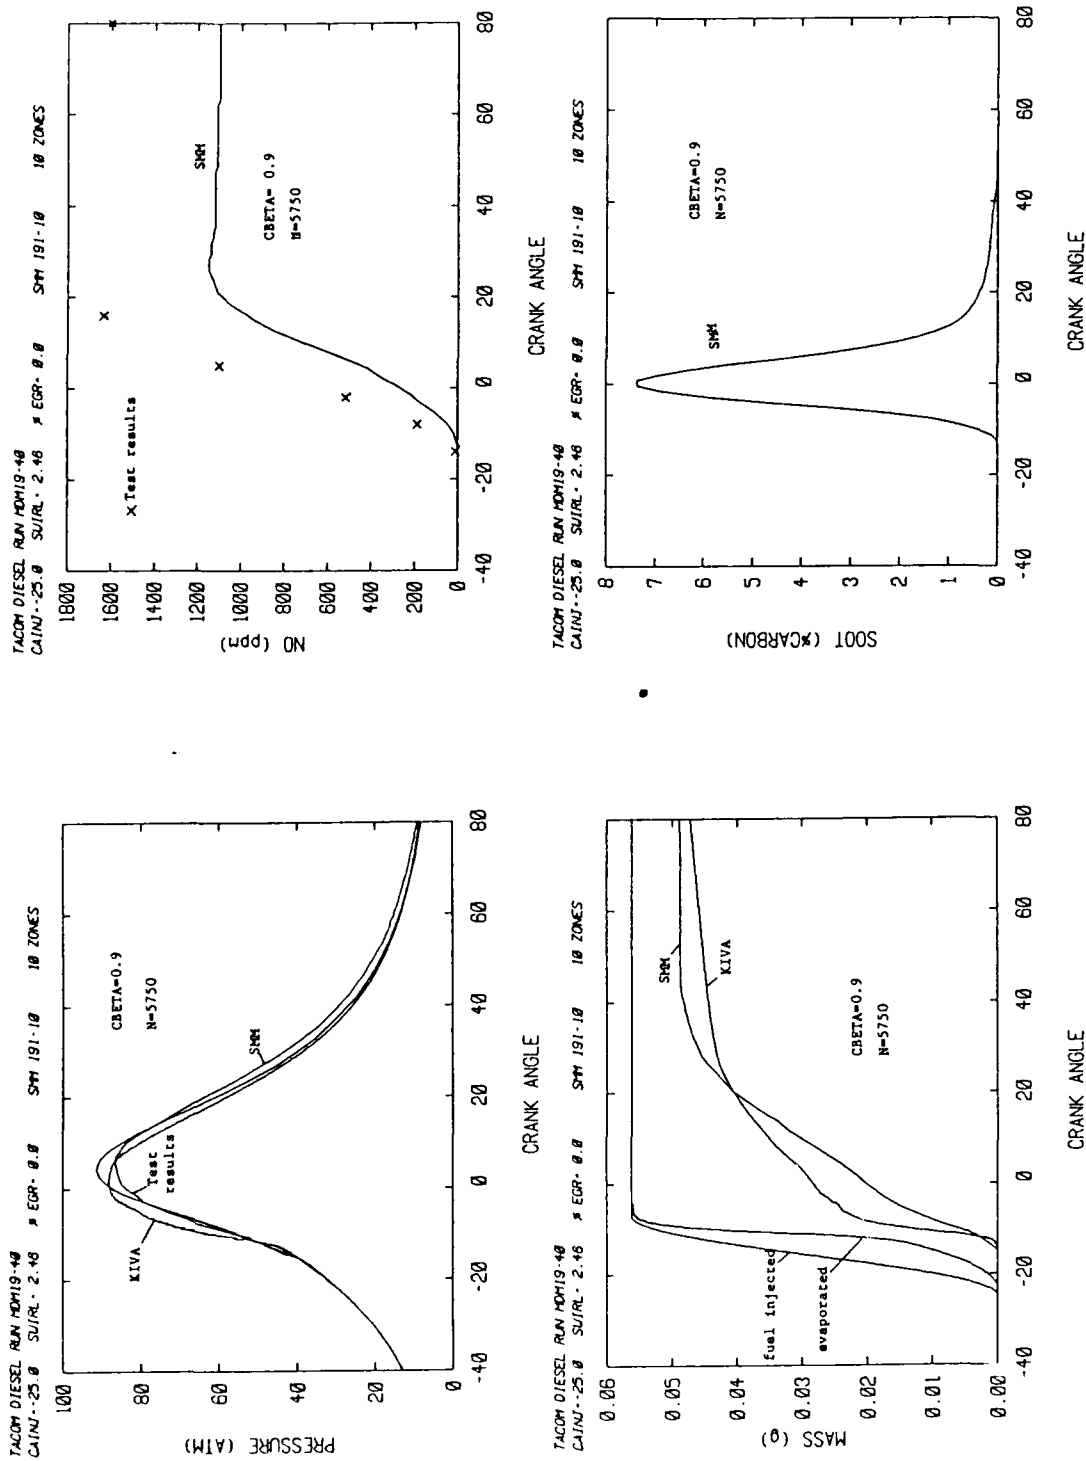 TACOM DIESEL RUN MDM19-40
CAINJ--25.0 SWIRL- 2.46 % EGR- 0.0 SMM 191-10 10 ZONES
PRESSURE (ATM)
100
80
60
40
20
0
KIVA
Test
results
SMM
CBETA=0.9
N=5750
-40
-20
0
20
40
60
80
CRANK ANGLE
TACOM DIESEL RUN MDM19-40
CAINJ--25.0 SWIRL- 2.46 % EGR- 0.0 SMM 191-10 10 ZONES
NO (ppm)
1800
1600
1400
1200
1000
800
600
400
200
0
×Test results
SMM
CBETA= 0.9
N=5750
-40
-20
0
20
40
60
80
CRANK ANGLE
TACOM DIESEL RUN MDM19-40
CAINJ--25.0 SWIRL- 2.46 % EGR- 0.0 SMM 191-10 10 ZONES
MASS (g)
0.06
0.05
0.04
0.03
0.02
0.01
0.00
fuel injected
evaporated
SMM
KIVA
CBETA=0.9
N=5750
-40
-20
0
20
40
60
80
CRANK ANGLE
TACOM DIESEL RUN MDM19-40
CAINJ--25.0 SWIRL- 2.46 % EGR- 0.0 SMM 191-10 10 ZONES
SOOT (%CARBON)
8
7
6
5
4
3
2
1
0
SMM
CBETA=0.9
N=5750
-40
-20
0
20
40
60
80
CRANK ANGLE